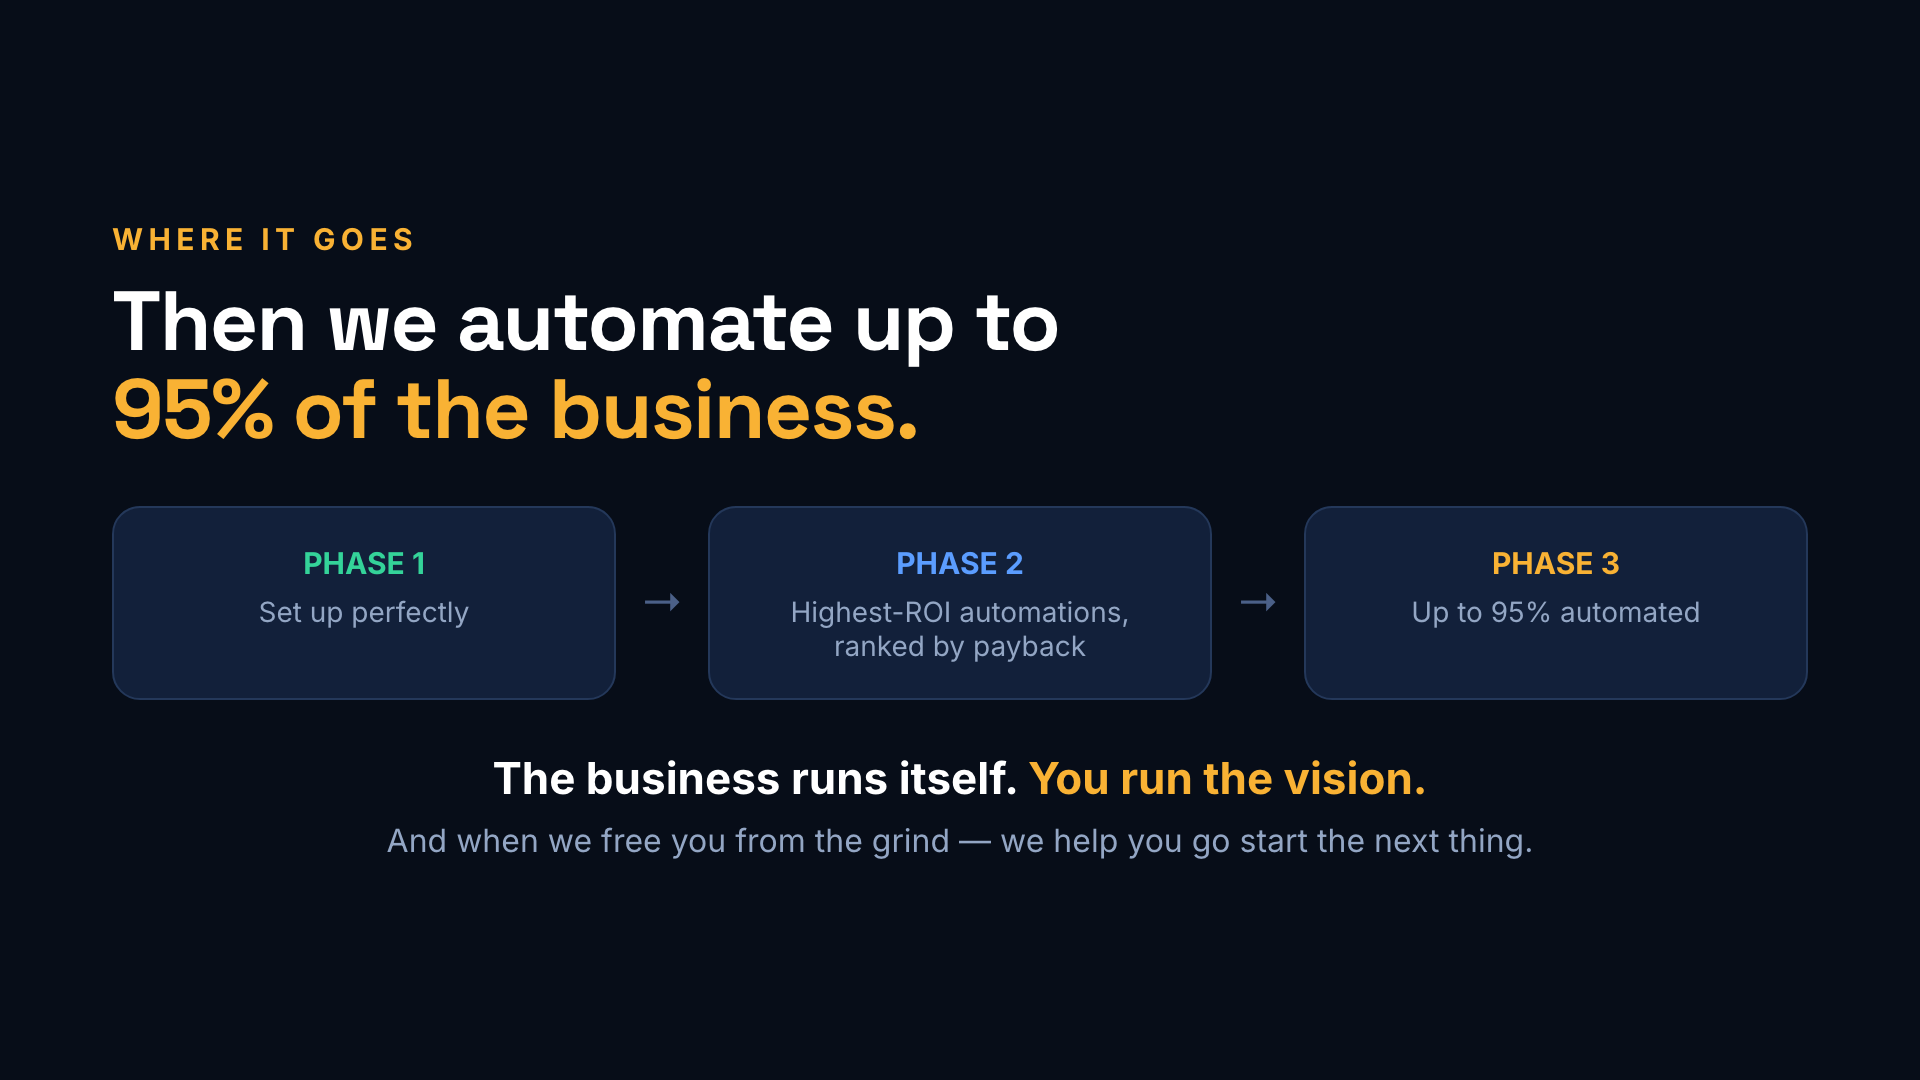 WHERE IT GOES
Then we automate up to
95% of the business.
PHASE 1
Set up perfectly
→
PHASE 2
Highest-ROI automations,
ranked by payback
→
PHASE 3
Up to 95% automated
The business runs itself. You run the vision.
And when we free you from the grind — we help you go start the next thing.